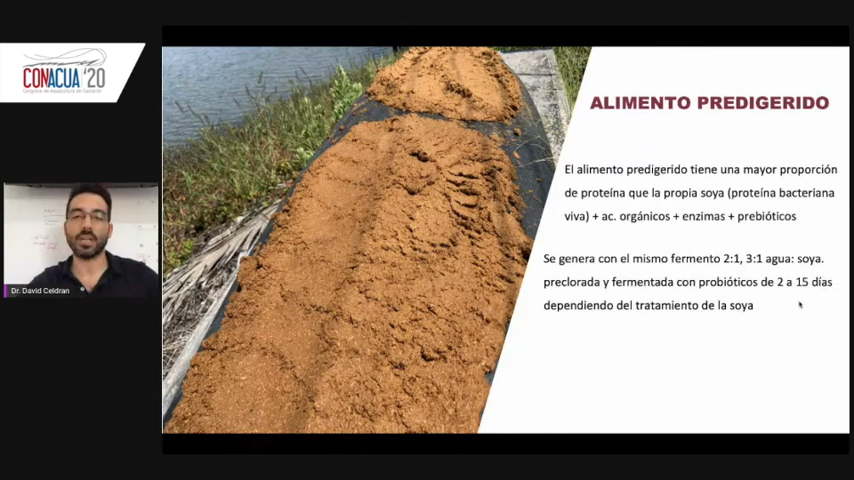 CONACUA '20
Congreso de Acuacultura de Camarón
ALIMENTO PREDIGERIDO
El alimento predigerido tiene una mayor proporción
de proteína que la propia soya (proteína bacteriana
viva) + ac. orgánicos + enzimas + prebióticos
Se genera con el mismo fermento 2:1, 3:1 agua: soya.
preclorada y fermentada con probióticos de 2 a 15 días
dependiendo del tratamiento de la soya
Dr. David Celdran